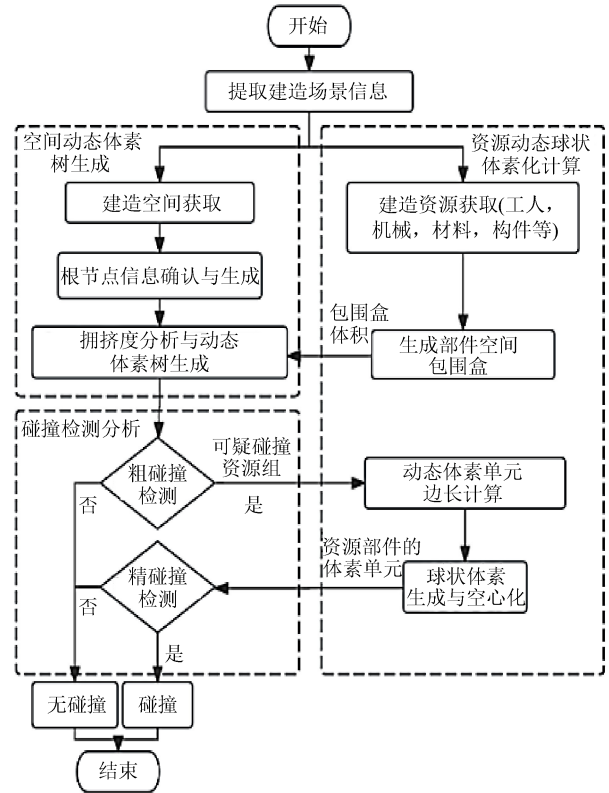 开始
提取建造场景信息
空间动态体素
树生成
资源动态球状
体素化计算
建造空间获取
建造资源获取(工人，
机械，材料，构件等)
根节点信息确认与生成
包围盒
体积
拥挤度分析与动态
体素树生成
生成部件空间
包围盒
碰撞检测分析
可疑碰撞
资源组
粗碰撞
检测
动态体素单元
边长计算
否
是
资源部件的
体素单元
精碰撞
检测
球状体素
生成与空心化
否
是
无碰撞
碰撞
结束